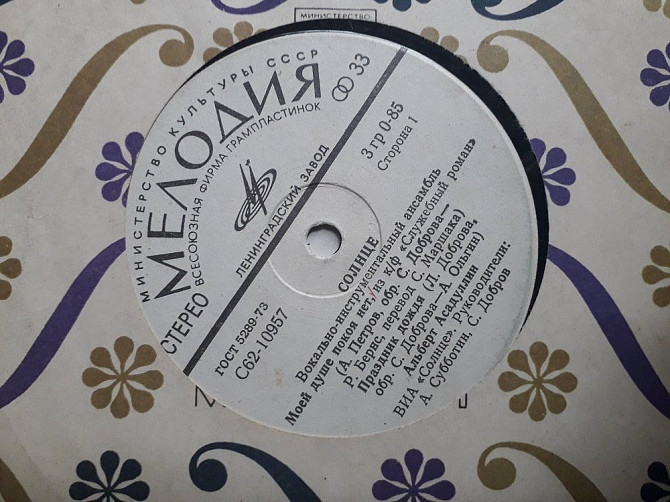 МИНИСТЕРСТВО
МИНИСТЕРСТВО КУЛЬТУРЫ СССР
МЕЛОДИЯ
ВСЕСОЮЗНАЯ ФИРМА ГРАМПЛАСТИНОК
СТЕРЕО
33
ЛЕНИНГРАДСКИЙ ЗАВОД
3 гр 0-85
Сторона 1
ГОСТ 5289-73
С62-10957
СОЛНЦЕ
Вокально-инструментальный ансамбль
Моей душе покоя нет, из к/ф «Служебный роман»
(А. Петров, обр. С. Доброва—
Р. Бернс, перевод С. Маршака)
Праздник дождя (Л. Доброва,
обр. С. Доброва—А. Ольгин)
Альберт Асадуллин
ВИА «Солнце». Руководители:
А. Субботин, С. Добров